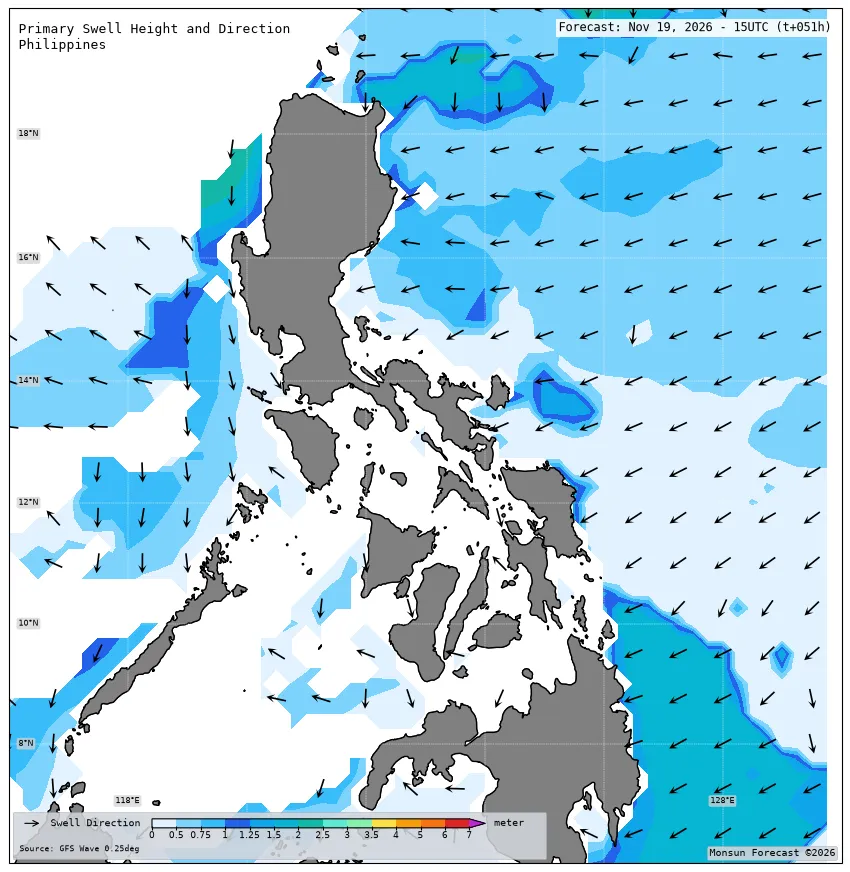 Primary Swell Height and Direction
Philippines
Forecast: Nov 19, 2026 - 15UTC (t+051h)
18°N
16°N
14°N
12°N
10°N
8°N
118°E
128°E
Swell Direction
0 0.5 0.75 1 1.25 1.5 2 2.5 3 3.5 4 5 6 7
meter
Source: GFS Wave 0.25deg
Monsun Forecast ©2026